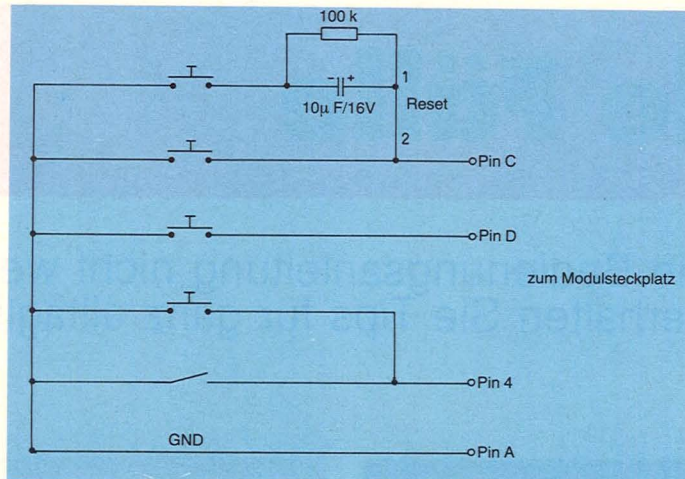 100 k
- +
1
10µ F/16V
Reset
2
Pin C
Pin D
zum Modulsteckplatz
Pin 4
GND
Pin A